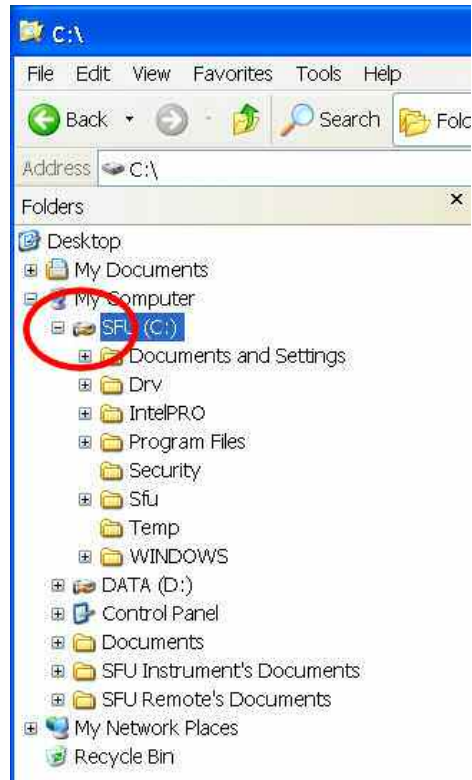 C:\
File Edit View Favorites Tools Help
Back Search Fold
Address C:\
Folders ×
Desktop
My Documents
My Computer
SFU (C:)
Documents and Settings
Drv
IntelPRO
Program Files
Security
Sfu
Temp
WINDOWS
DATA (D:)
Control Panel
Documents
SFU Instrument's Documents
SFU Remote's Documents
My Network Places
Recycle Bin